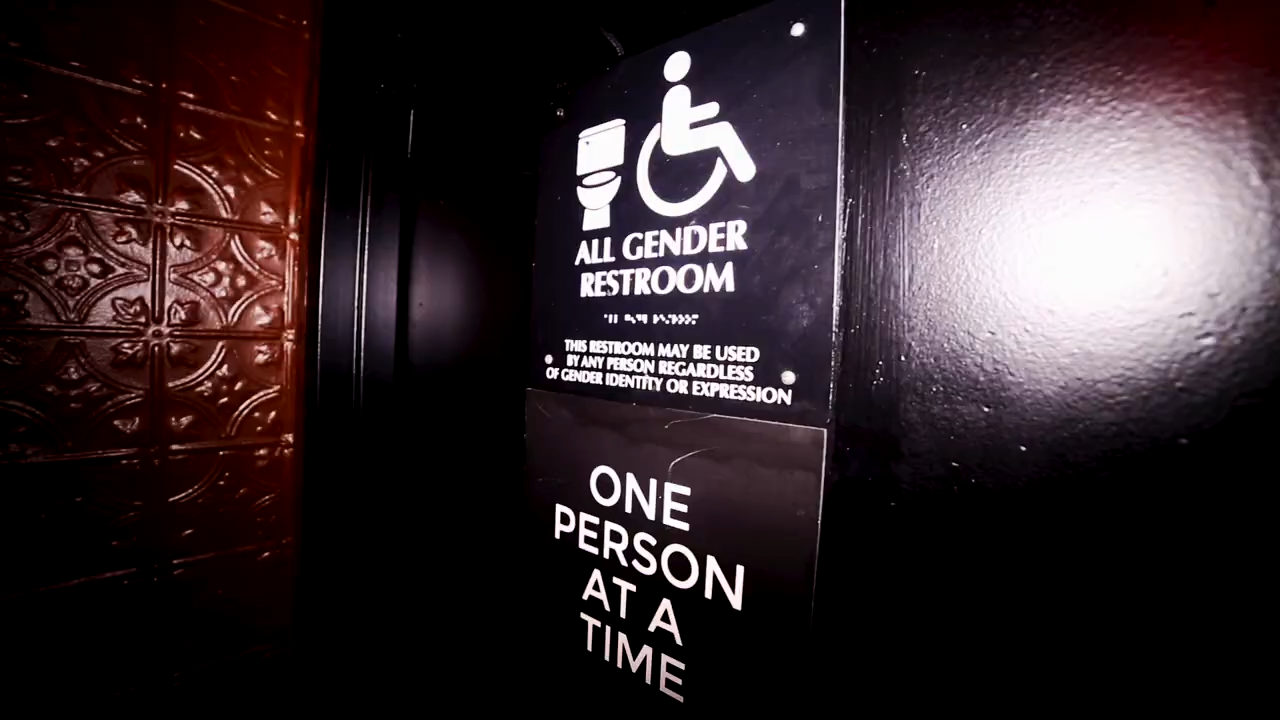 ALL GENDER
RESTROOM
THIS RESTROOM MAY BE USED
BY ANY PERSON REGARDLESS
OF GENDER IDENTITY OR EXPRESSION
ONE
PERSON
AT A
TIME